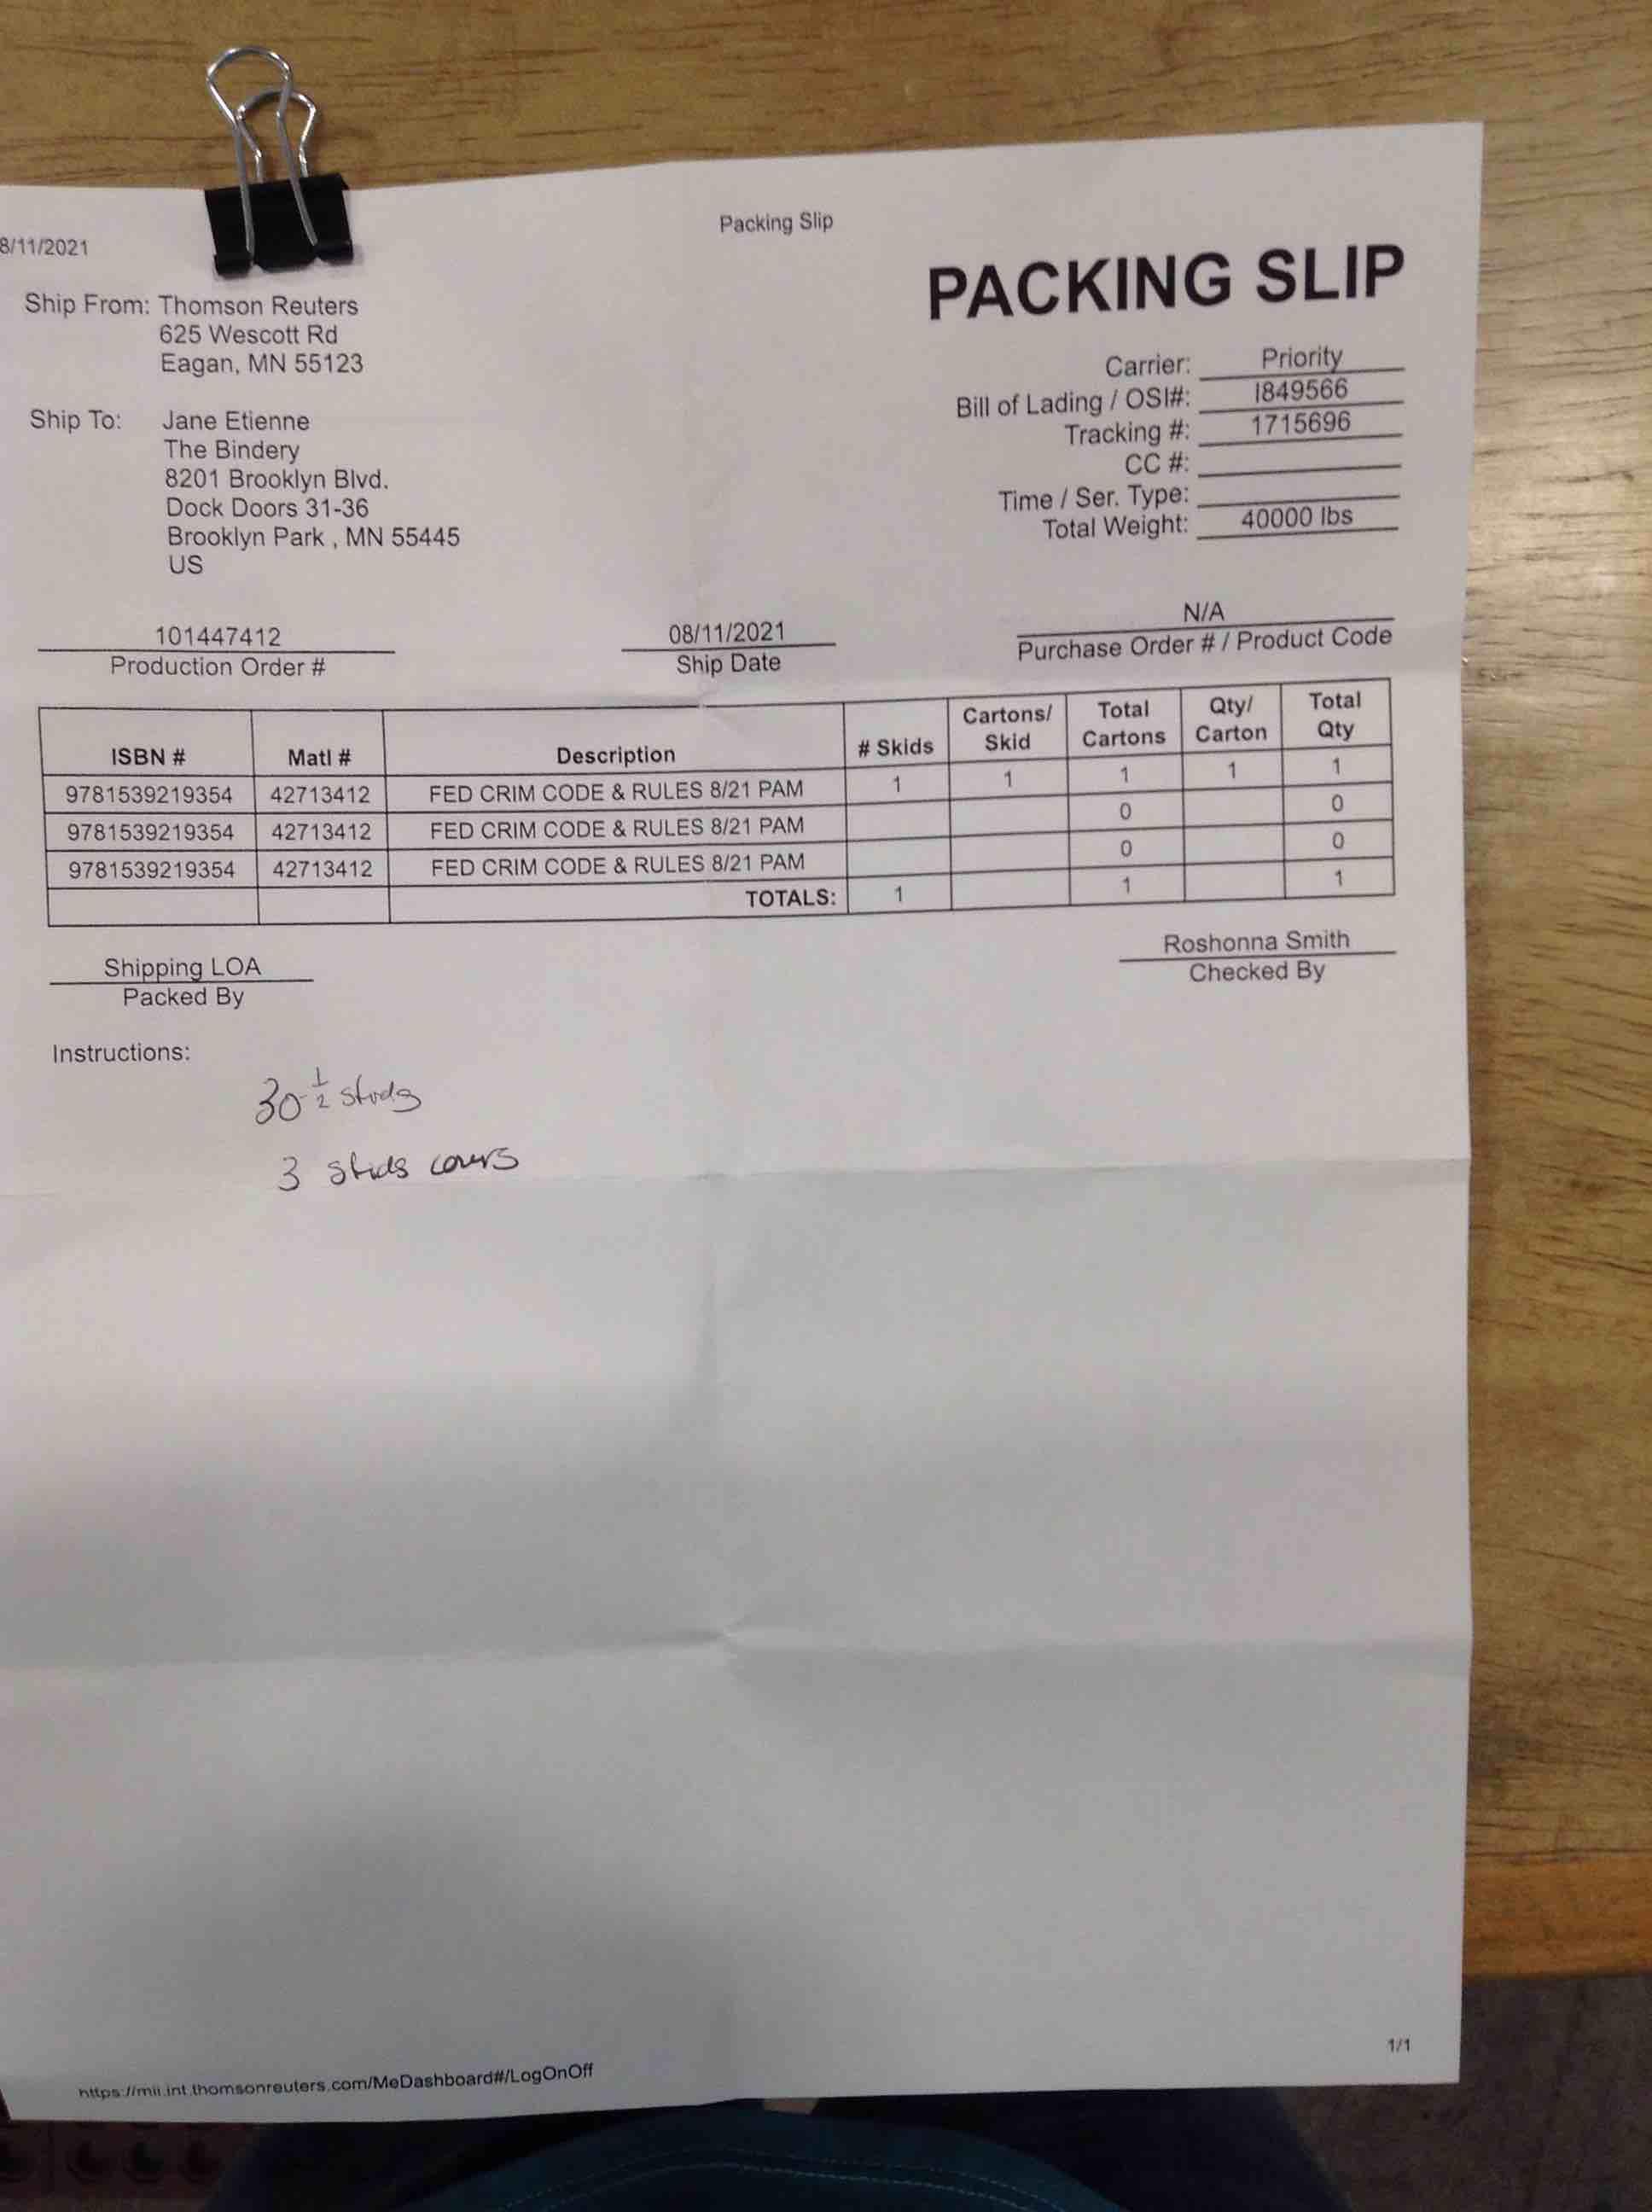 8/11/2021
Packing Slip
PACKING SLIP
Ship From: Thomson Reuters
625 Wescott Rd
Eagan, MN 55123
Ship To: Jane Etienne
The Bindery
8201 Brooklyn Blvd.
Dock Doors 31-36
Brooklyn Park , MN 55445
US
Carrier: Priority
Bill of Lading / OSI#: I849566
Tracking #: 1715696
CC #:
Time / Ser. Type:
Total Weight: 40000 lbs
101447412
Production Order #
08/11/2021
Ship Date
N/A
Purchase Order # / Product Code
ISBN # Matl # Description # Skids Cartons/ Skid Total Cartons Qty/ Carton Total Qty
9781539219354 42713412 FED CRIM CODE & RULES 8/21 PAM 1 1 1 1 1
9781539219354 42713412 FED CRIM CODE & RULES 8/21 PAM 0 0
9781539219354 42713412 FED CRIM CODE & RULES 8/21 PAM 0 0
TOTALS: 1 1 1
Shipping LOA
Packed By
Roshonna Smith
Checked By
Instructions:
30 1/2 skids
3 skids covers
1/1
https://mii.int.thomsonreuters.com/MeDashboard#/LogOnOff